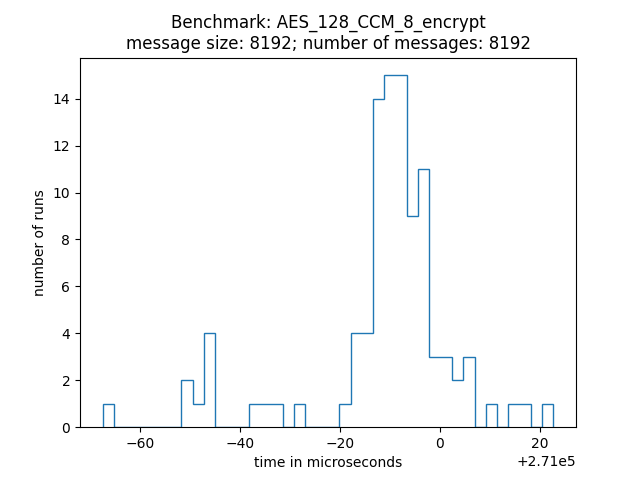 Benchmark: AES_128_CCM_8_encrypt
message size: 8192; number of messages: 8192
14
12
10
8
6
4
2
0
number of runs
−60
−40
−20
0
20
time in microseconds
+2.71e5